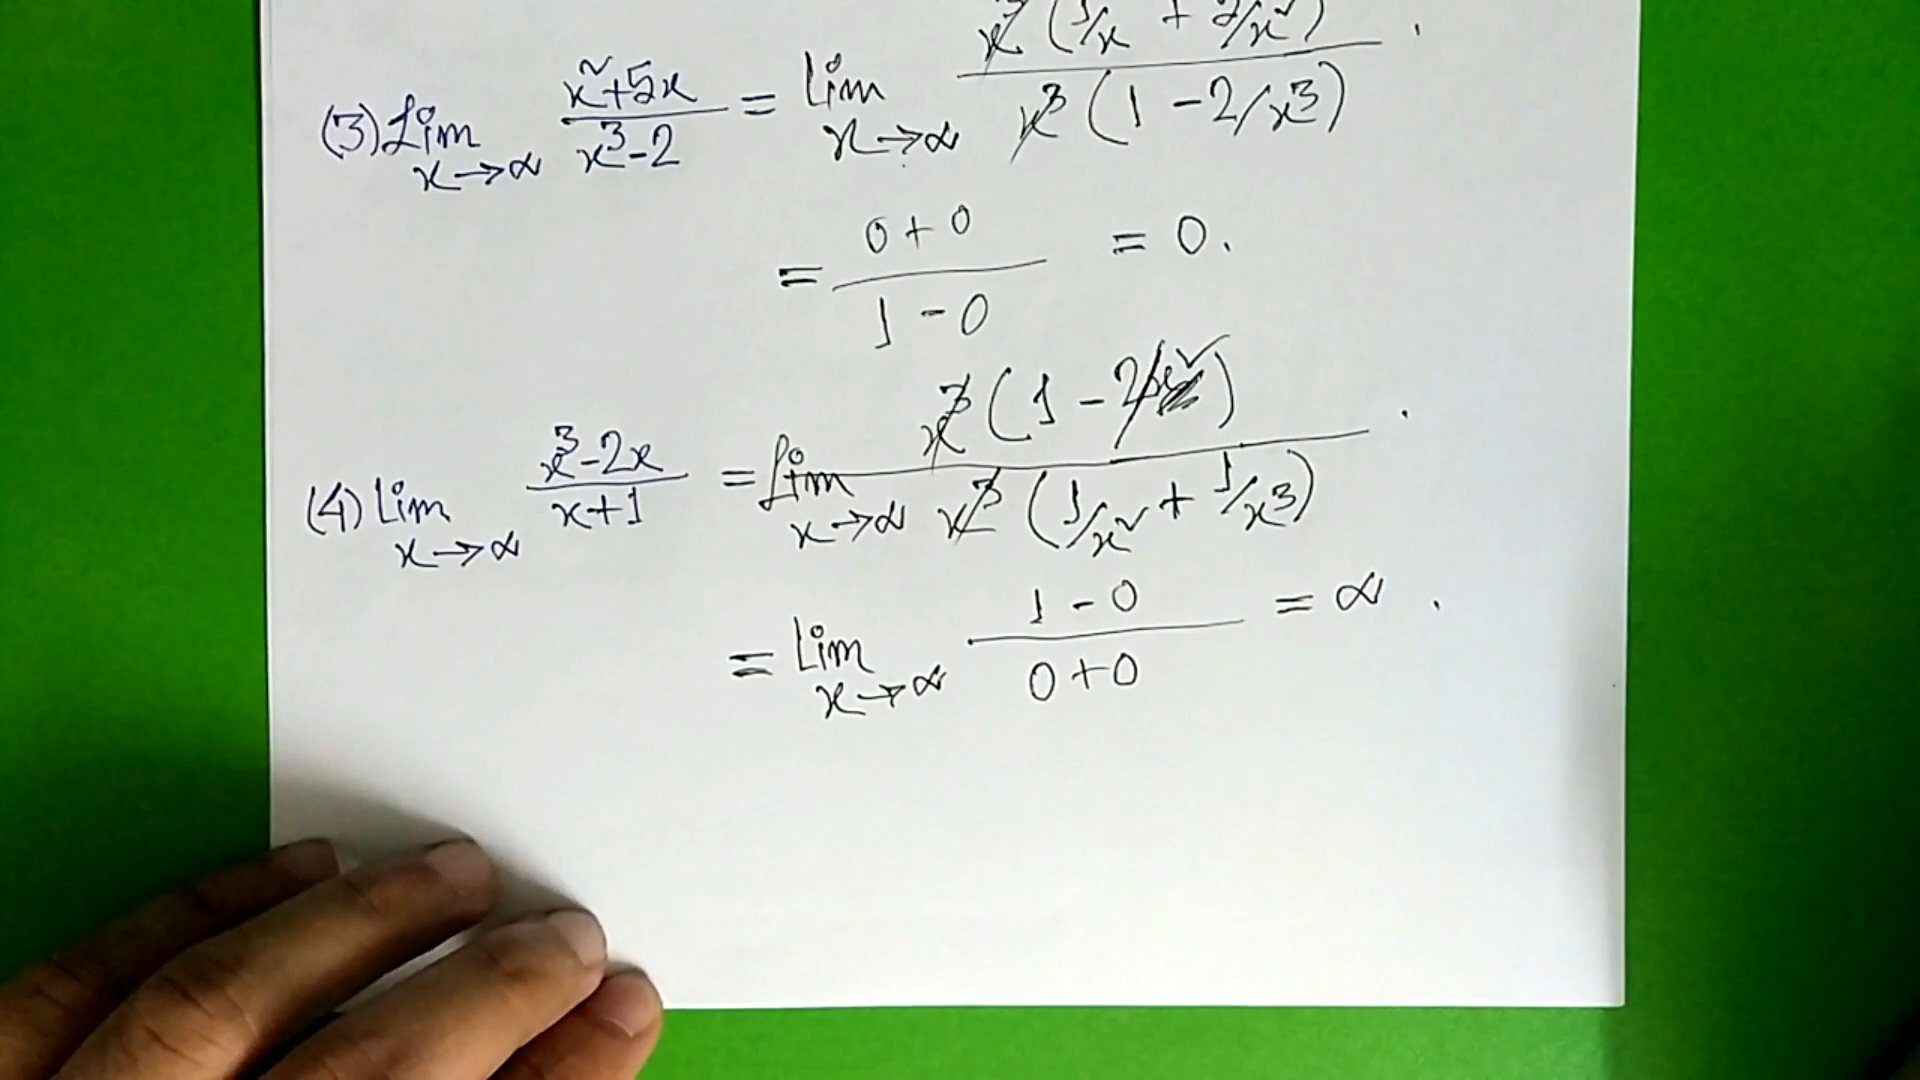 x³ (1/x + 2/x²)
(3) Lim x→∞ x²+5x / x³-2 = lim x→∞ x³ (1 - 2/x³)
= 0+0 / 1-0 = 0.
(4) Lim x→∞ x³-2x / x+1 = Lim x→∞ x³ (1 - 2/x²) / x³ (1/x² + 1/x³)
= Lim x→∞ 1-0 / 0+0 = ∞.